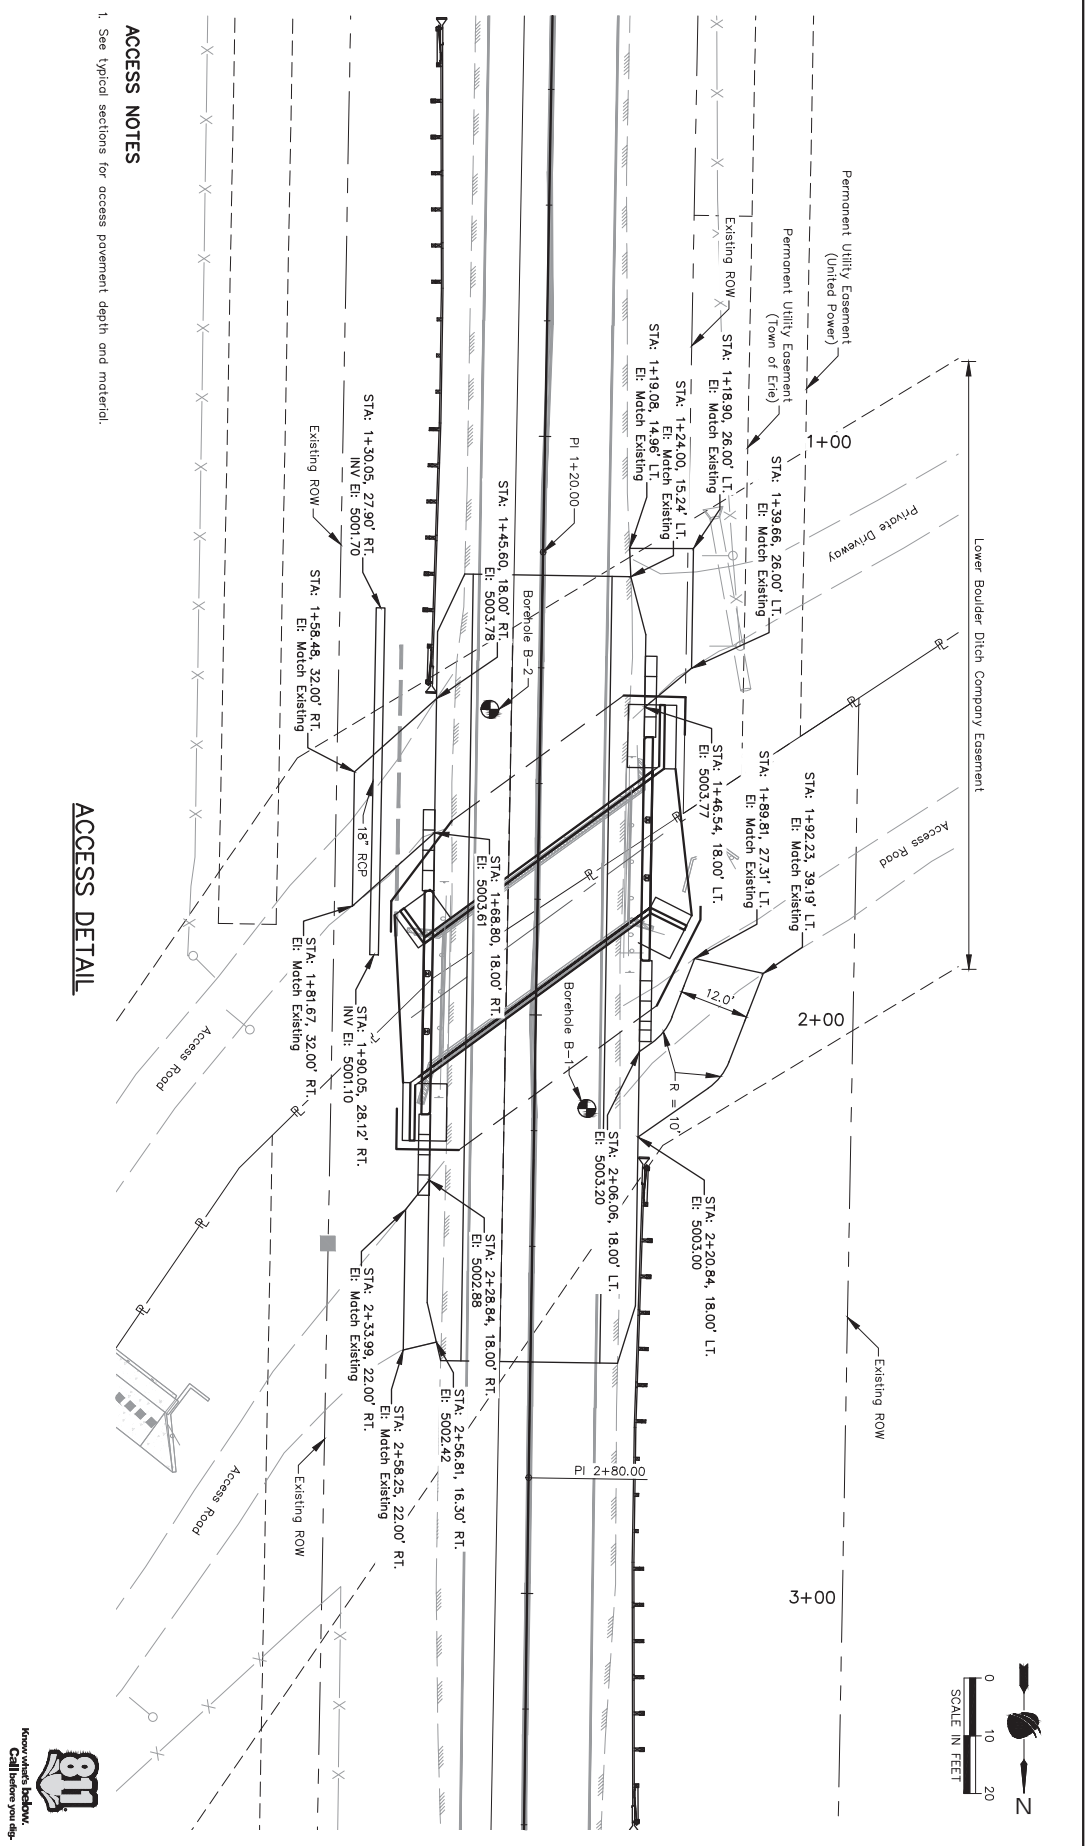 Permanent Utility Easement
(United Power)
Permanent Utility Easement
(Town of Erie)
Existing ROW
STA: 1+18.90, 26.00' LT.
El: Match Existing
STA: 1+19.08, 14.96' LT.
El: Match Existing
STA: 1+24.00, 15.24' LT.
El: Match Existing
STA: 1+39.66, 26.00' LT.
El: Match Existing
1+00
Private Driveway
Lower Boulder Ditch Company Easement
PL
PL
PI 1+20.00
STA: 1+45.60, 18.00' RT.
El: 5003.78
Borehole B-2
STA: 1+46.54, 18.00' LT.
El: 5003.77
STA: 1+89.81, 27.31' LT.
El: Match Existing
STA: 1+92.23, 39.19' LT.
El: Match Existing
Access Road
PL
PL
STA: 1+30.05, 27.90' RT.
INV El: 5001.70
Existing ROW
STA: 1+58.48, 32.00' RT.
El: Match Existing
18" RCP
STA: 1+68.80, 18.00' RT.
El: 5003.61
STA: 1+81.67, 32.00' RT.
El: Match Existing
STA: 1+90.05, 28.12' RT.
INV El: 5001.10
PL
Access Road
PL
PL
PL
Borehole B-1
12.0'
R = 10'
2+00
STA: 2+06.06, 18.00' LT.
El: 5003.20
STA: 2+20.84, 18.00' LT.
El: 5003.00
STA: 2+28.84, 18.00' RT.
El: 5002.88
STA: 2+33.99, 22.00' RT.
El: Match Existing
STA: 2+56.81, 16.30' RT.
El: 5002.42
STA: 2+58.25, 22.00' RT.
El: Match Existing
Existing ROW
Existing ROW
Access Road
PI 2+80.00
3+00
0 10 20
SCALE IN FEET
N
ACCESS NOTES
1. See typical sections for access pavement depth and material.
ACCESS DETAIL
811
Know what's below.
Call before you dig.